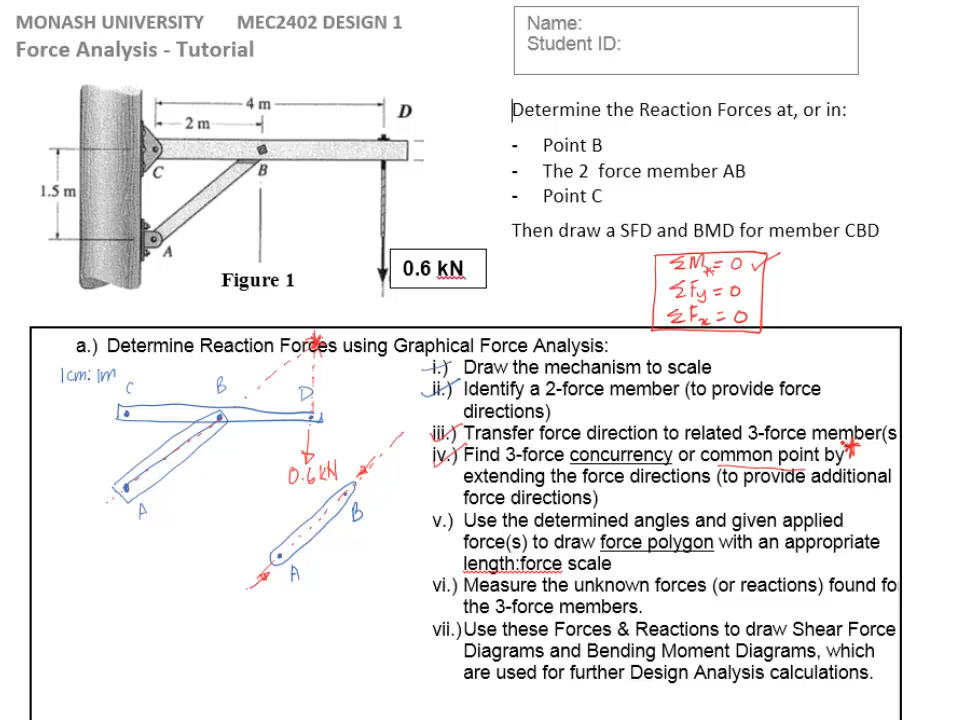 MONASH UNIVERSITY MEC2402 DESIGN 1
Force Analysis - Tutorial
Name:
Student ID:
4 m
D
2 m
C
B
1.5 m
A
Figure 1
0.6 kN
Determine the Reaction Forces at, or in:
- Point B
- The 2 force member AB
- Point C
Then draw a SFD and BMD for member CBD
ΣM* = 0 ✓
ΣFy = 0
ΣFx = 0
a.) Determine Reaction Forces using Graphical Force Analysis:
1cm: 1m
C
B
D
0.6 kN
A
B
A
i.) Draw the mechanism to scale
ii.) Identify a 2-force member (to provide force
directions)
iii.) Transfer force direction to related 3-force member(s
iv.) Find 3-force concurrency or common point by *
extending the force directions (to provide additional
force directions)
v.) Use the determined angles and given applied
force(s) to draw force polygon with an appropriate
length:force scale
vi.) Measure the unknown forces (or reactions) found fo
the 3-force members.
vii.) Use these Forces & Reactions to draw Shear Force
Diagrams and Bending Moment Diagrams, which
are used for further Design Analysis calculations.